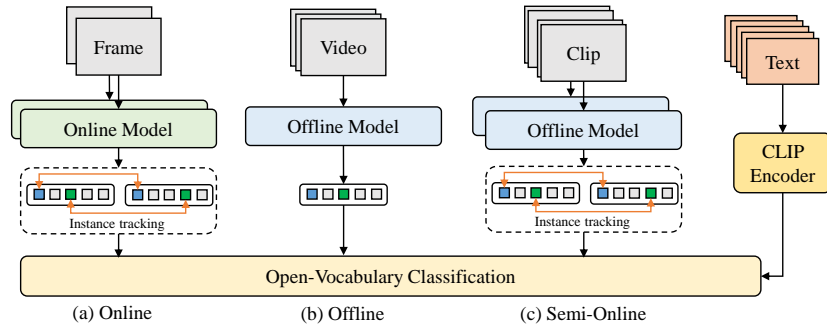 Frame
Video
Clip
Text
Online Model
Offline Model
Offline Model
CLIP
Encoder
Instance tracking
Instance tracking
Open-Vocabulary Classification
(a) Online
(b) Offline
(c) Semi-Online